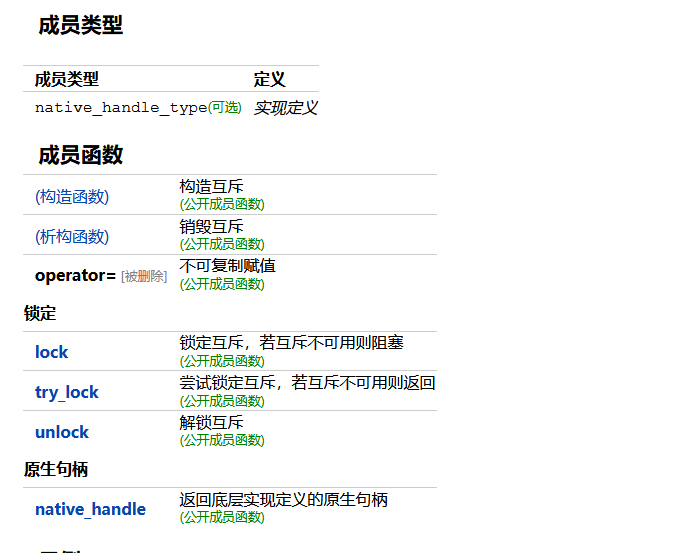 成员类型
成员类型 定义
native_handle_type(可选) 实现定义
成员函数
(构造函数) 构造互斥
(公开成员函数)
(析构函数) 销毁互斥
(公开成员函数)
operator= [被删除] 不可复制赋值
(公开成员函数)
锁定
lock 锁定互斥，若互斥不可用则阻塞
(公开成员函数)
try_lock 尝试锁定互斥，若互斥不可用则返回
(公开成员函数)
unlock 解锁互斥
(公开成员函数)
原生句柄
native_handle 返回底层实现定义的原生句柄
(公开成员函数)